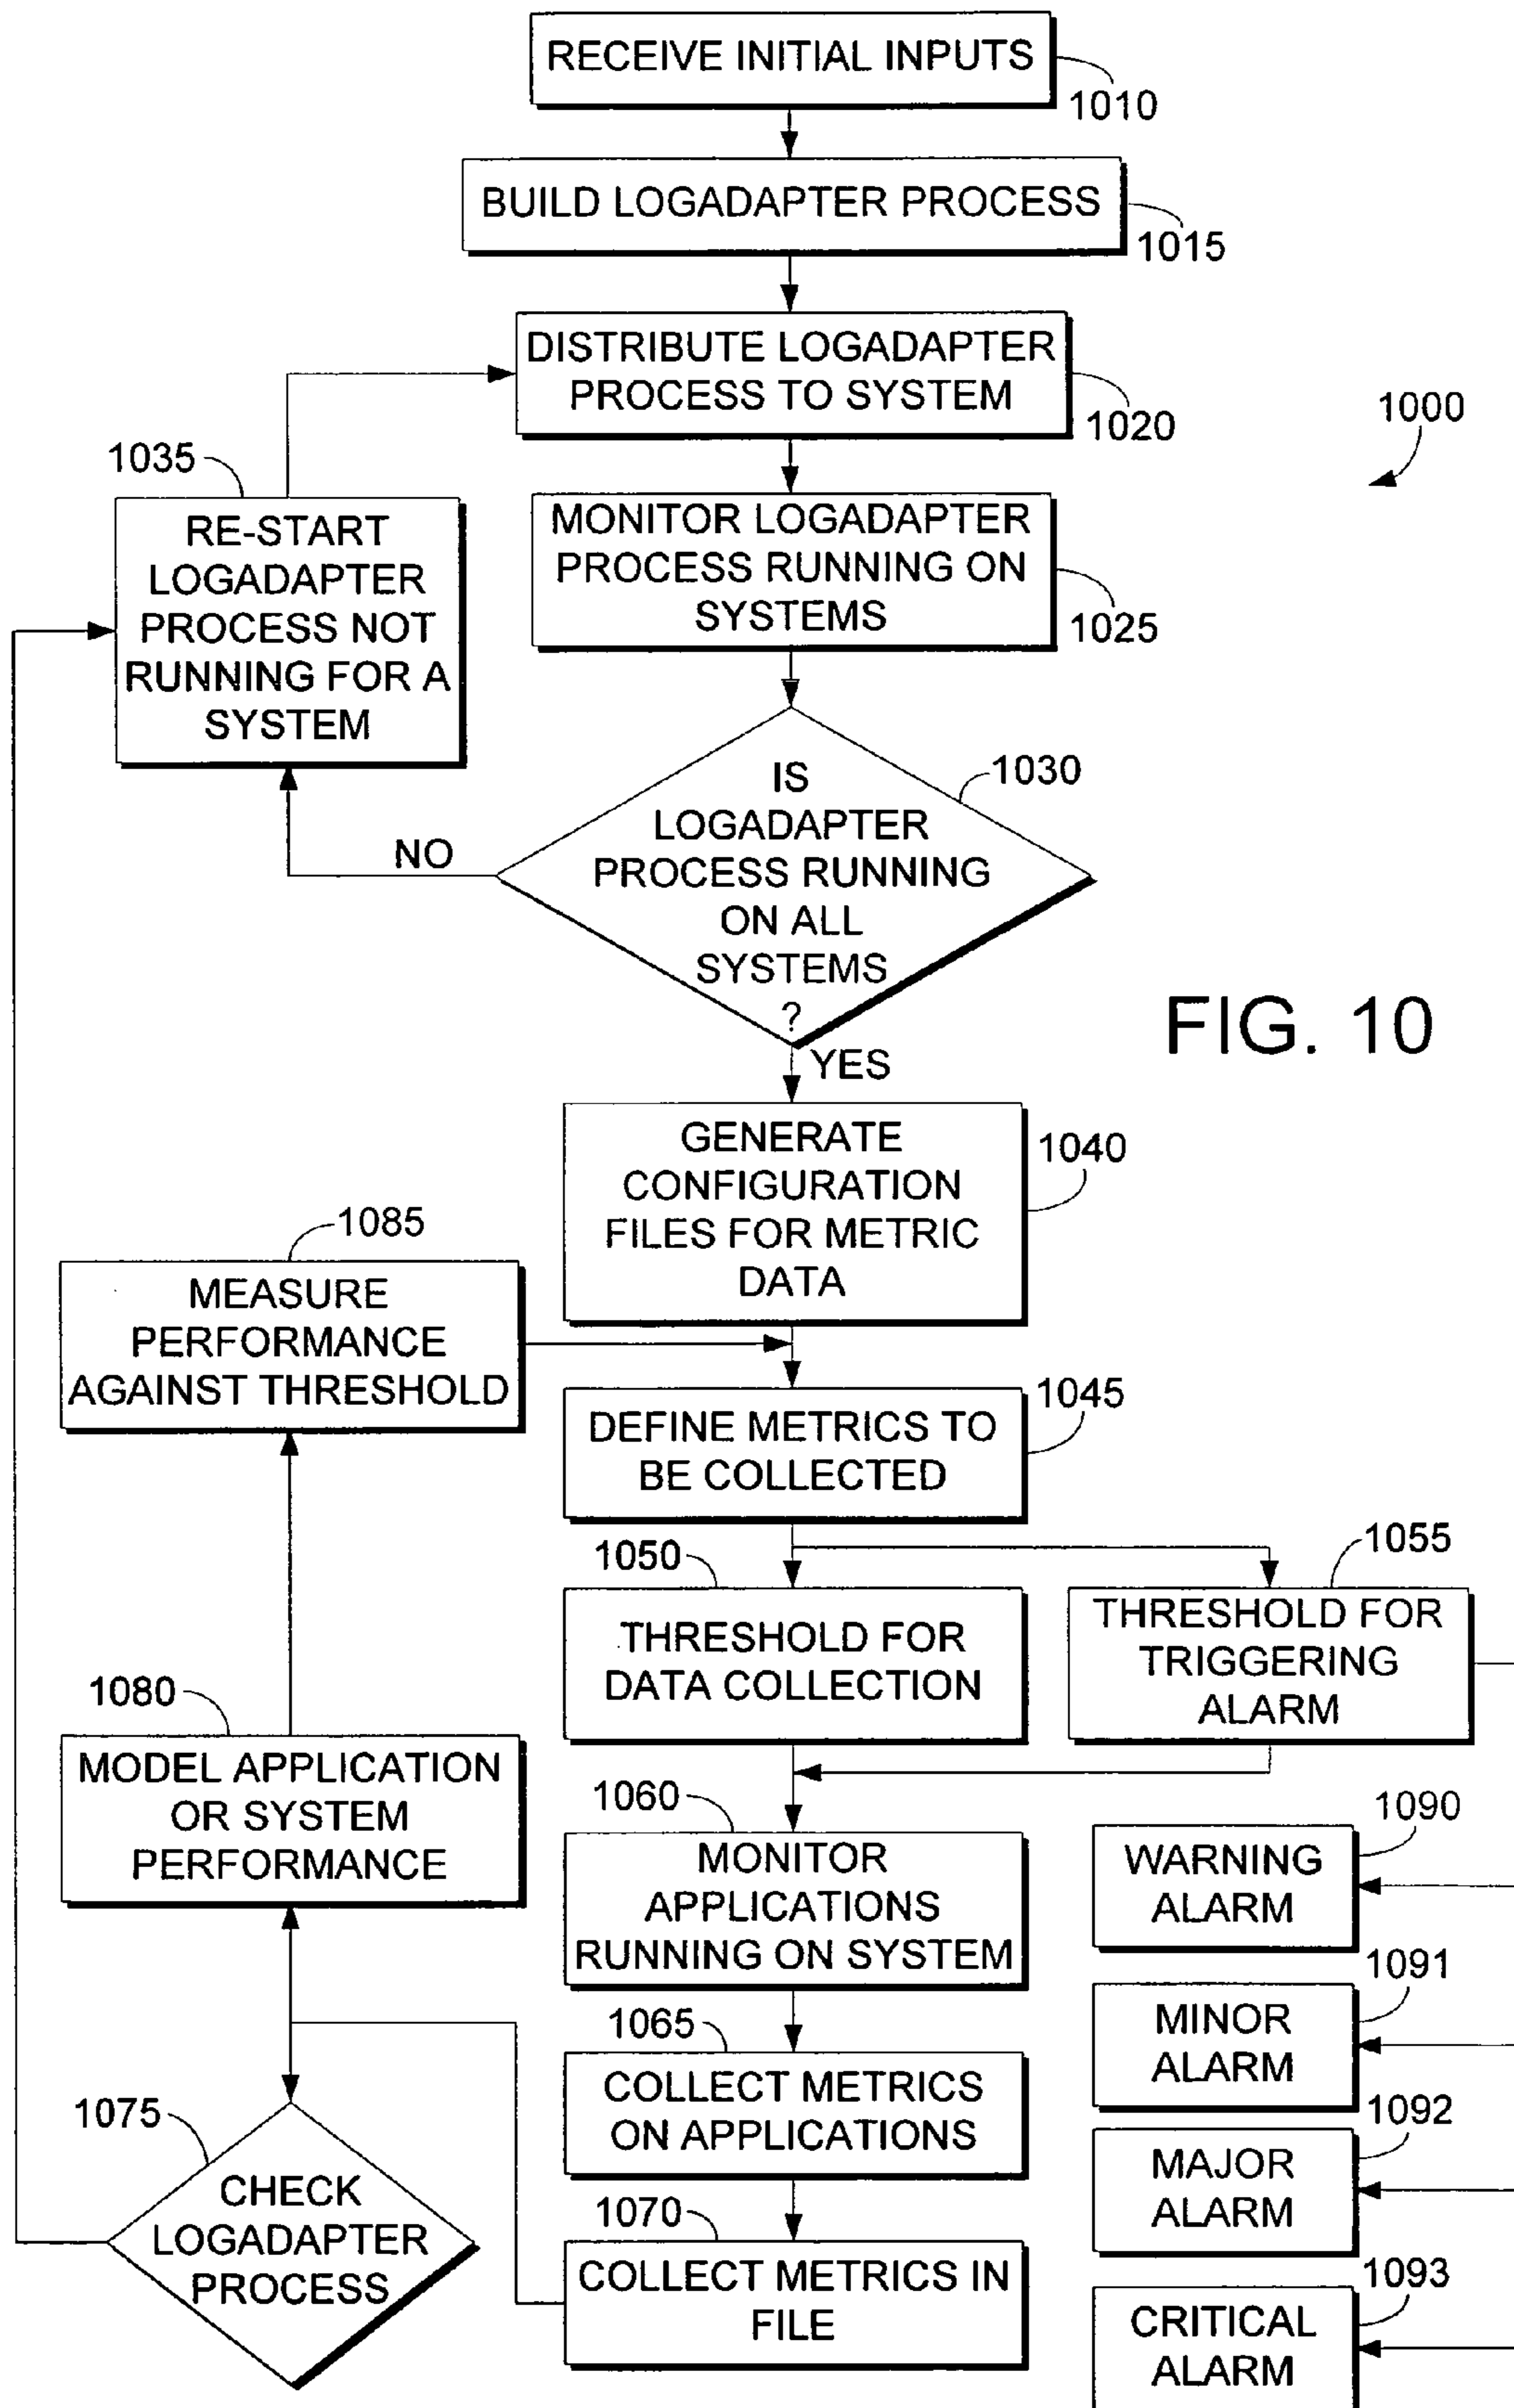 RECEIVE INITIAL INPUTS
1010
BUILD LOGADAPTER PROCESS
1015
DISTRIBUTE LOGADAPTER
PROCESS TO SYSTEM
1020
1000
1035
RE-START
LOGADAPTER
PROCESS NOT
RUNNING FOR A
SYSTEM
MONITOR LOGADAPTER
PROCESS RUNNING ON
SYSTEMS
1025
IS
LOGADAPTER
PROCESS RUNNING
ON ALL
SYSTEMS
?
1030
NO
YES
FIG. 10
GENERATE
CONFIGURATION
FILES FOR METRIC
DATA
1040
1085
MEASURE
PERFORMANCE
AGAINST THRESHOLD
DEFINE METRICS TO
BE COLLECTED
1045
1050
THRESHOLD FOR
DATA COLLECTION
1055
THRESHOLD FOR
TRIGGERING
ALARM
1080
MODEL APPLICATION
OR SYSTEM
PERFORMANCE
1060
MONITOR
APPLICATIONS
RUNNING ON SYSTEM
1090
WARNING
ALARM
1065
COLLECT METRICS
ON APPLICATIONS
1091
MINOR
ALARM
1075
CHECK
LOGADAPTER
PROCESS
1070
COLLECT METRICS IN
FILE
1092
MAJOR
ALARM
1093
CRITICAL
ALARM